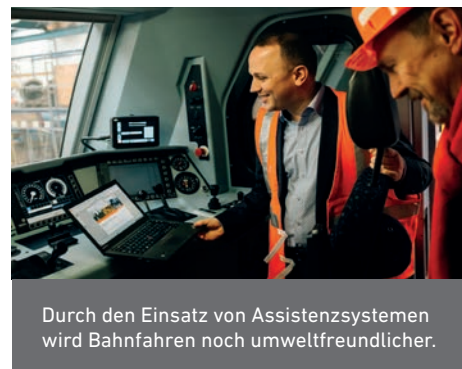 Durch den Einsatz von Assistenzsystemen
wird Bahnfahren noch umweltfreundlicher.